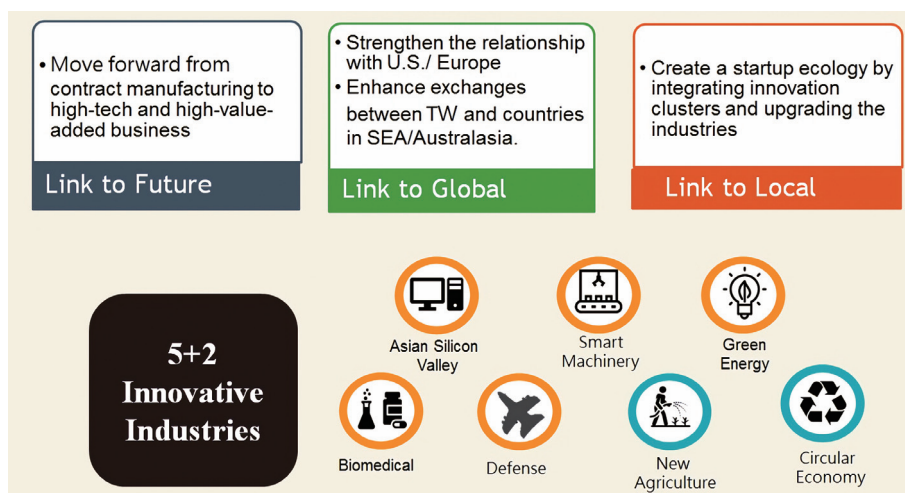 • Move forward from
contract manufacturing to
high-tech and high-value-
added business
Link to Future
• Strengthen the relationship
with U.S./ Europe
• Enhance exchanges
between TW and countries
in SEA/Australasia.
Link to Global
• Create a startup ecology by
integrating innovation
clusters and upgrading the
industries
Link to Local
5+2
Innovative
Industries
Asian Silicon
Valley
Smart
Machinery
Green
Energy
Biomedical
Defense
New
Agriculture
Circular
Economy